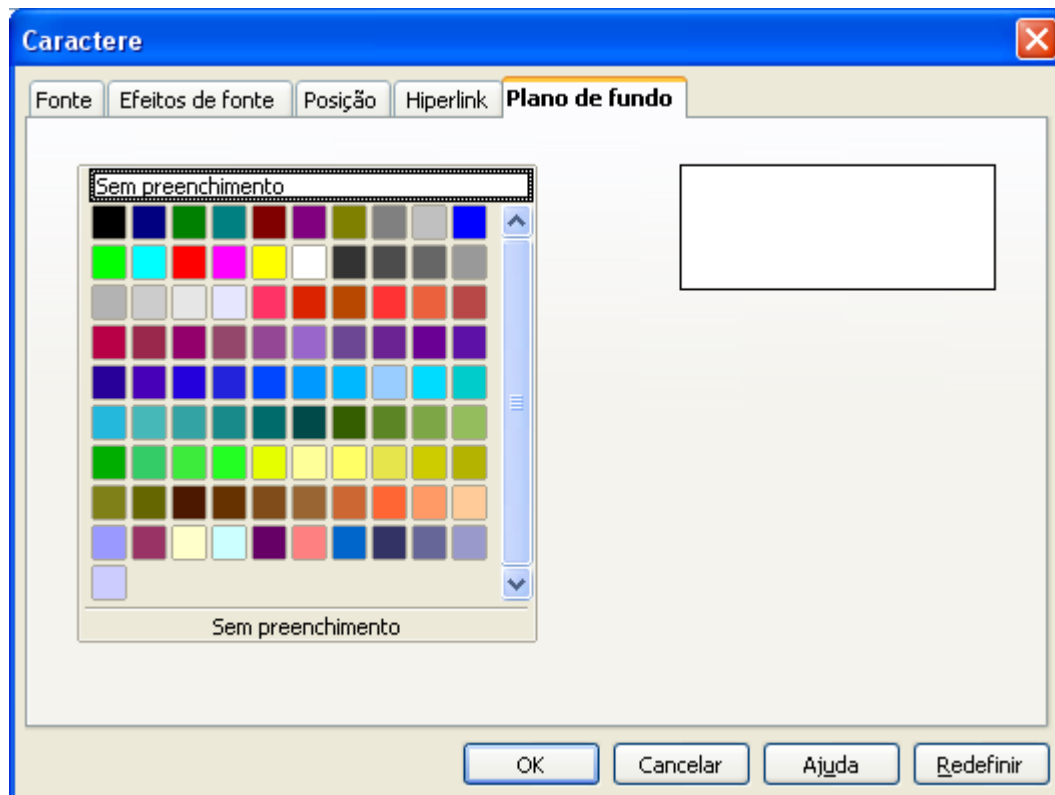 Caractere
Fonte Efeitos de fonte Posição Hiperlink Plano de fundo
Sem preenchimento
Sem preenchimento
OK Cancelar Ajuda Redefinir